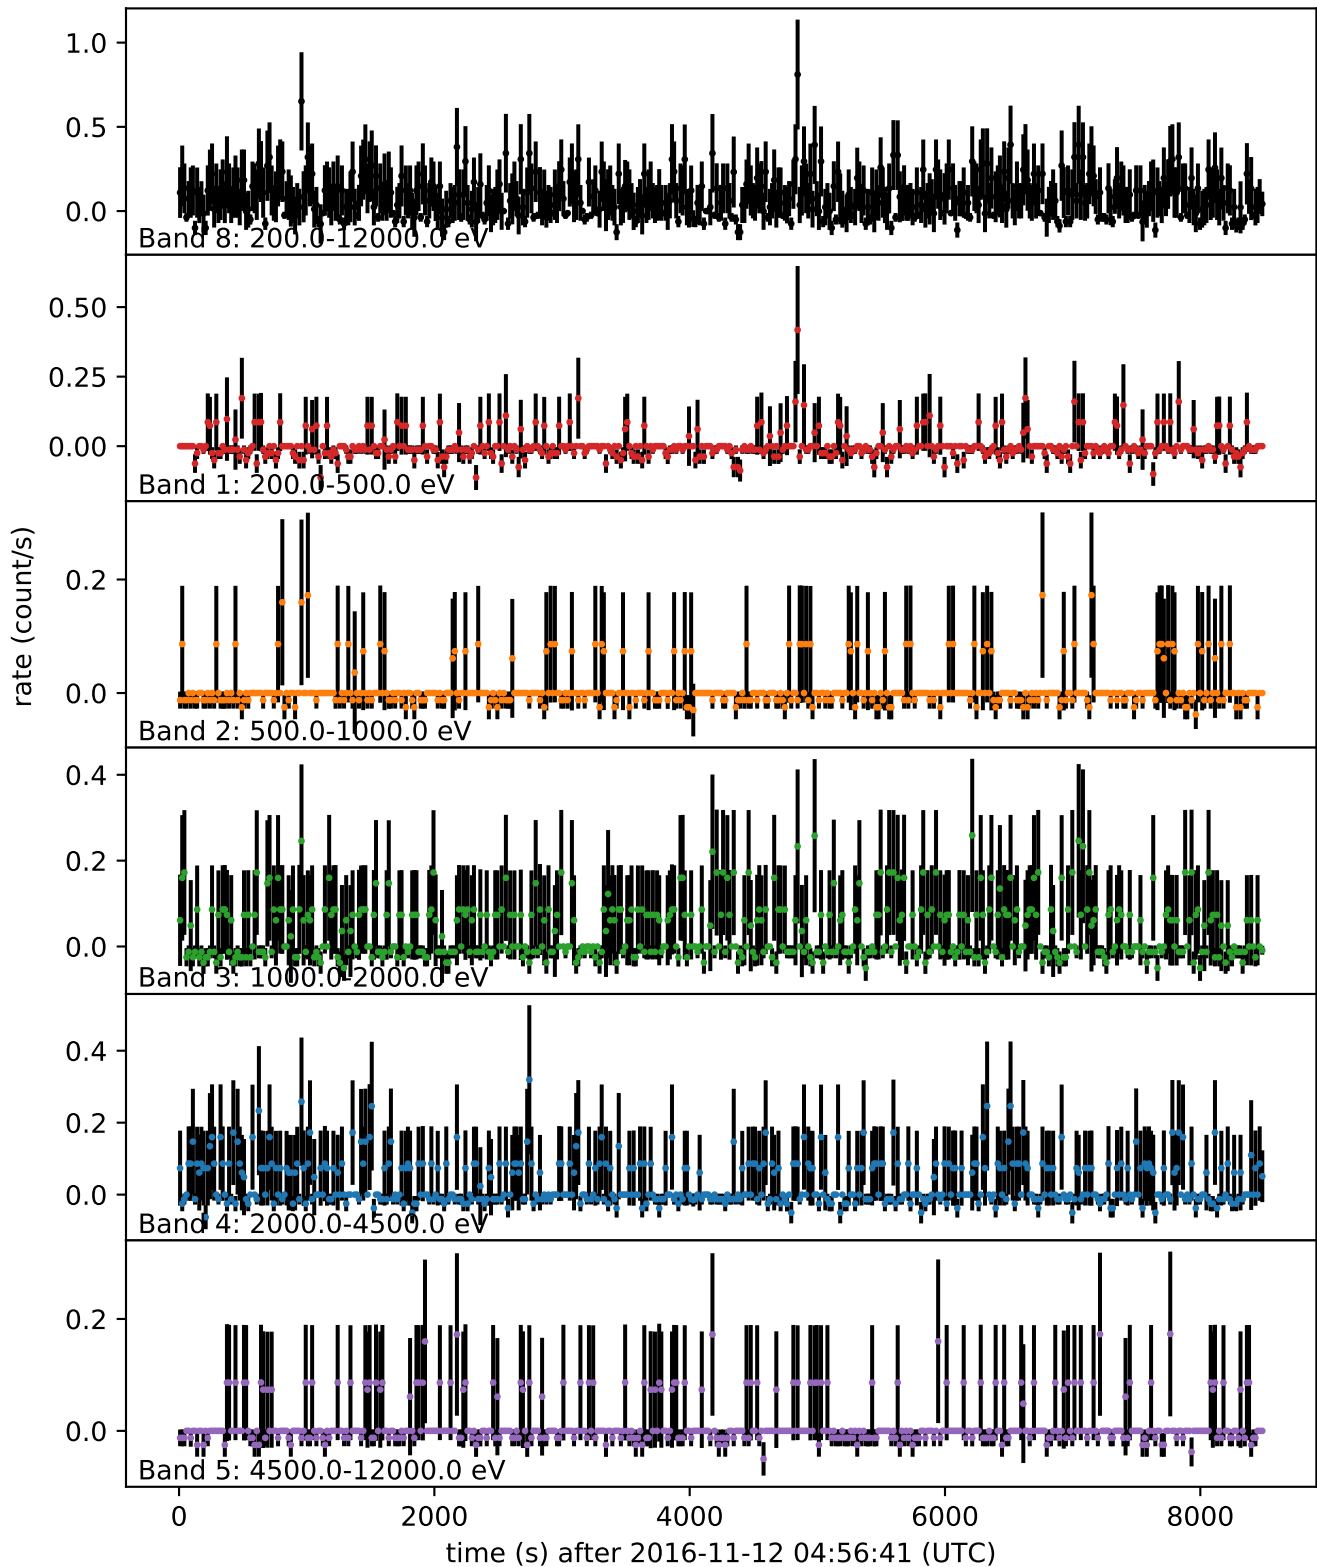 1.0
0.5
0.0
Band 8: 200.0-12000.0 eV
0.50
0.25
0.00
Band 1: 200.0-500.0 eV
rate (count/s)
0.2
0.0
Band 2: 500.0-1000.0 eV
0.4
0.2
0.0
Band 3: 1000.0-2000.0 eV
0.4
0.2
0.0
Band 4: 2000.0-4500.0 eV
0.2
0.0
Band 5: 4500.0-12000.0 eV
0 2000 4000 6000 8000
time (s) after 2016-11-12 04:56:41 (UTC)